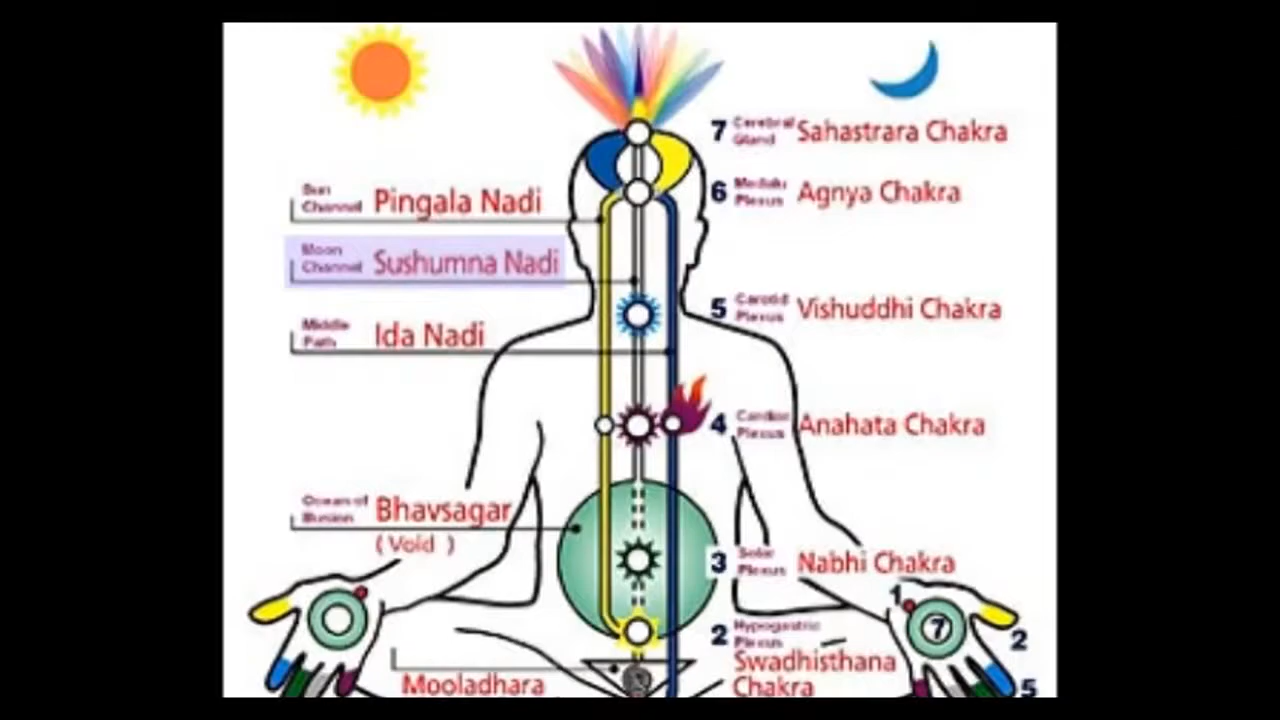 7 Cerebral Gland Sahastrara Chakra
6 Medulu Plexus Agnya Chakra
Sun Channel Pingala Nadi
Moon Channel Sushumna Nadi
5 Carotid Plexus Vishuddhi Chakra
Middle Path Ida Nadi
4 Cardiac Plexus Anahata Chakra
Ocean of Illusion Bhavsagar
( Void )
3 Solar Plexus Nabhi Chakra
1
7
2
2 Hypogastric Plexus
Swadhisthana
Chakra
Mooladhara
5